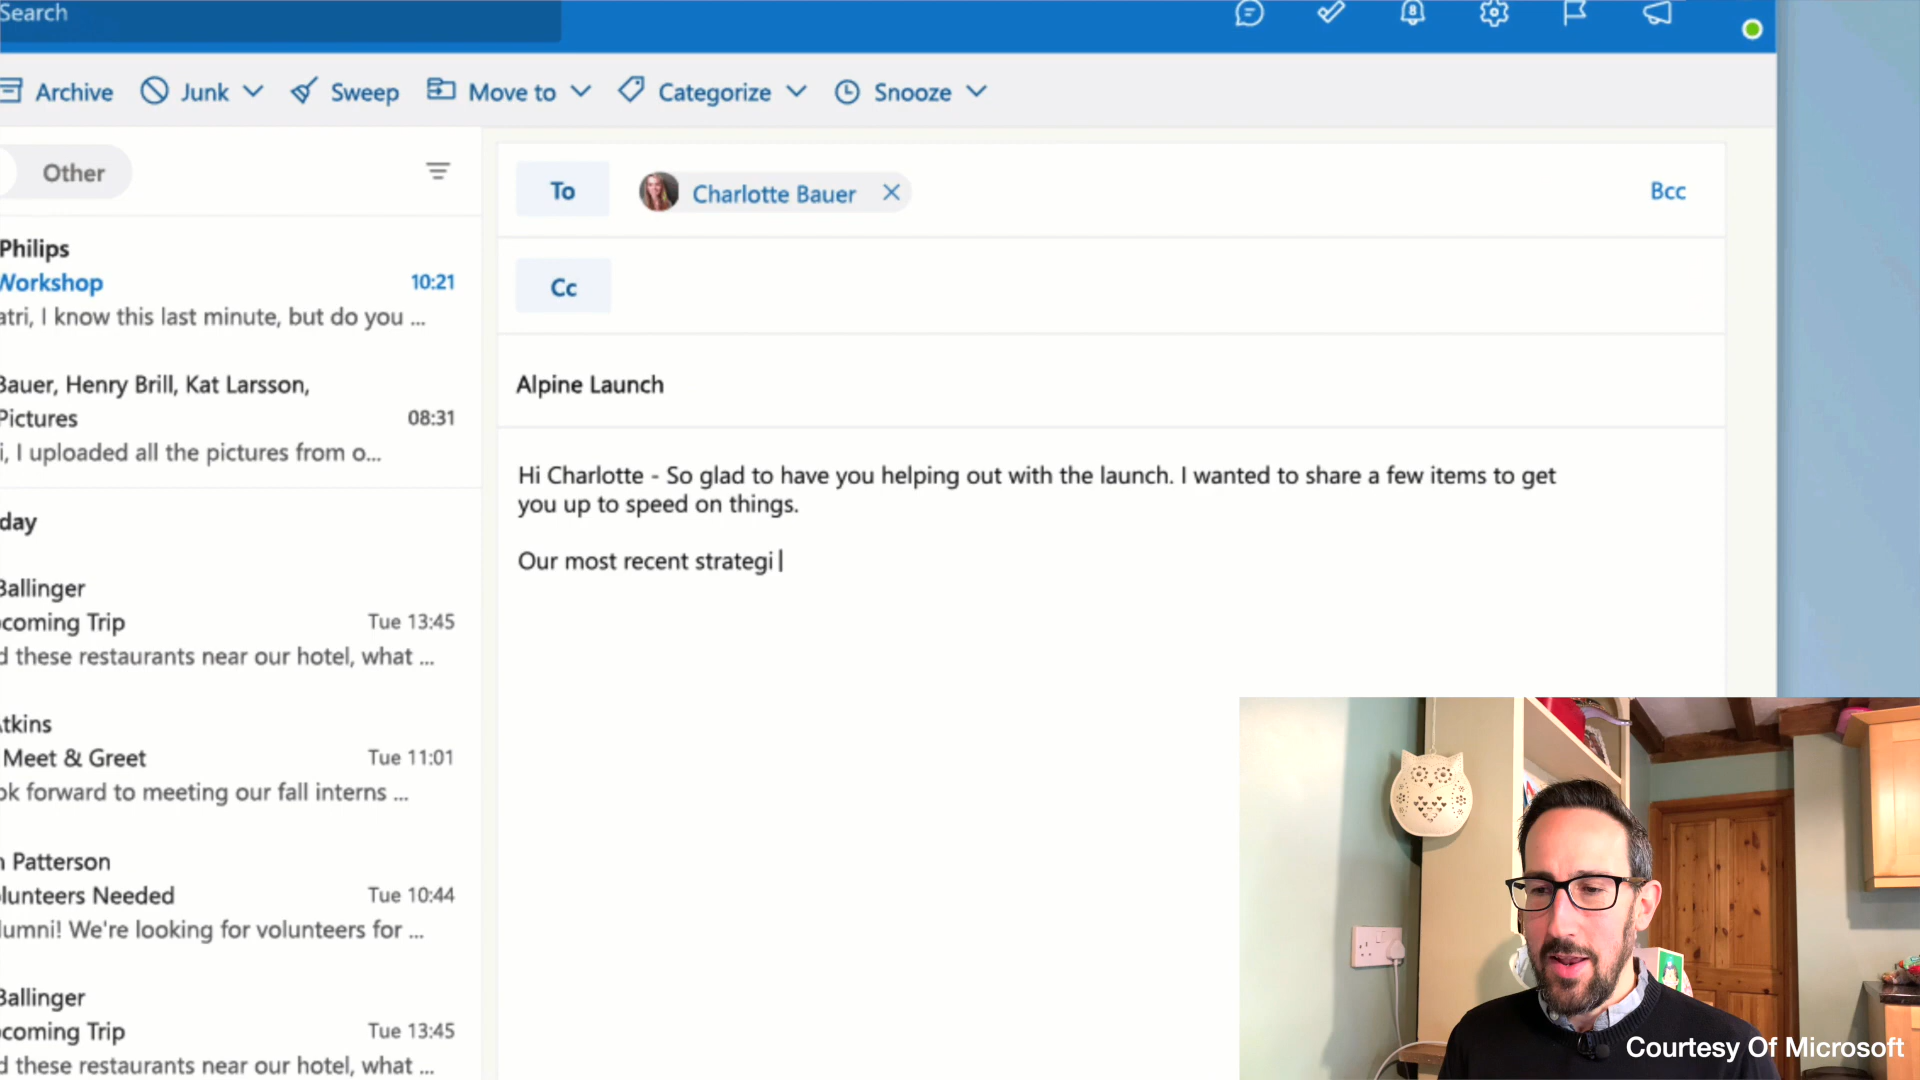 Search
Archive
Junk
Sweep
Move to
Categorize
Snooze
Other
Philips
Workshop
10:21
atri, I know this last minute, but do you ...
Bauer, Henry Brill, Kat Larsson,
Pictures
08:31
i, I uploaded all the pictures from o...
day
Ballinger
coming Trip
Tue 13:45
d these restaurants near our hotel, what ...
tkins
Meet & Greet
Tue 11:01
ok forward to meeting our fall interns ...
n Patterson
lunteers Needed
Tue 10:44
lumni! We're looking for volunteers for ...
Ballinger
coming Trip
Tue 13:45
d these restaurants near our hotel, what ...
To
Charlotte Bauer
Bcc
Cc
Alpine Launch
Hi Charlotte - So glad to have you helping out with the launch. I wanted to share a few items to get
you up to speed on things.
Our most recent strategi
Courtesy Of Microsoft